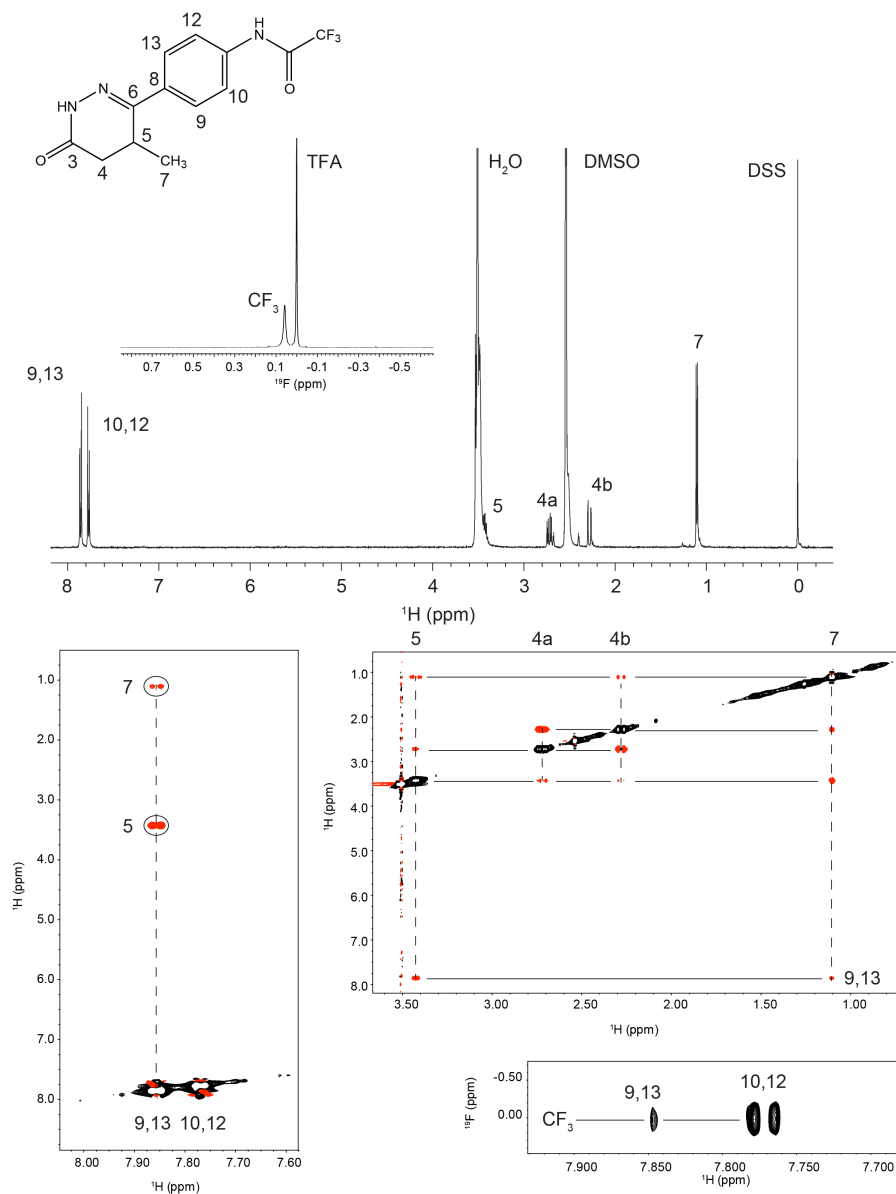 12
H
N
CF3
13
8
O
N
6
10
HN
9
5
O
3
4
CH3
7
TFA
H2O
DMSO
DSS
CF3
0.7 0.5 0.3 0.1 -0.1 -0.3 -0.5
19F (ppm)
9,13
10,12
5
4a
4b
7
8 7 6 5 4 3 2 1 0
1H (ppm)
7
5
1.0
2.0
3.0
4.0
5.0
6.0
7.0
8.0
1H (ppm)
9,13 10,12
8.00 7.90 7.80 7.70 7.60
1H (ppm)
5 4a 4b 7
1.0
2.0
3.0
4.0
5.0
6.0
7.0
8.0
1H (ppm)
9,13
3.50 3.00 2.50 2.00 1.50 1.00
1H (ppm)
-0.50
0.00
19F (ppm)
CF3
9,13
10,12
7.900 7.850 7.800 7.750 7.700
1H (ppm)